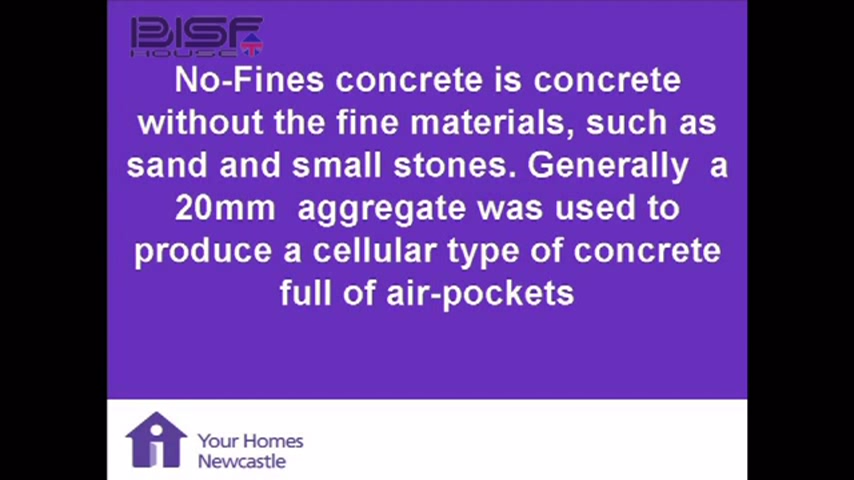 BISF
HOUSE
No-Fines concrete is concrete
without the fine materials, such as
sand and small stones. Generally a
20mm aggregate was used to
produce a cellular type of concrete
full of air-pockets
Your Homes
Newcastle